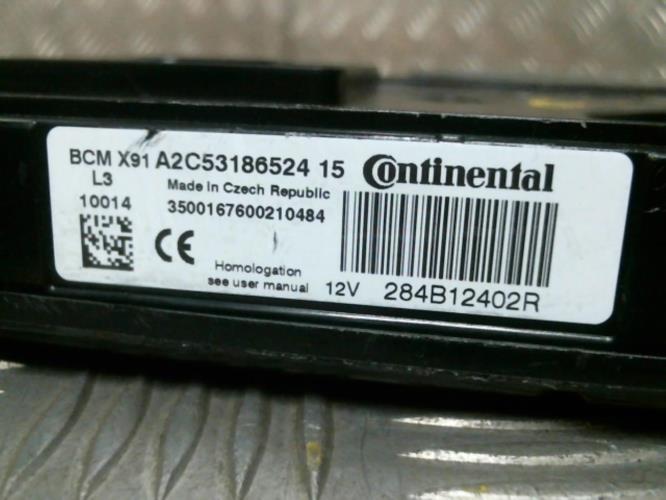 BCM X91 A2C53186524 15 Continental
L3 Made in Czech Republic
10014 3500167600210484
CE
Homologation
see user manual 12V 284B12402R